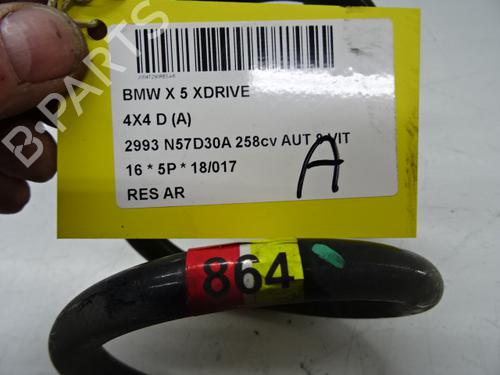 B-PARTS
BMW X 5 XDRIVE
4X4 D (A)
2993 N57D30A 258cv AUT 8 VIT
16 * 5P * 18/017
RES AR
A
864